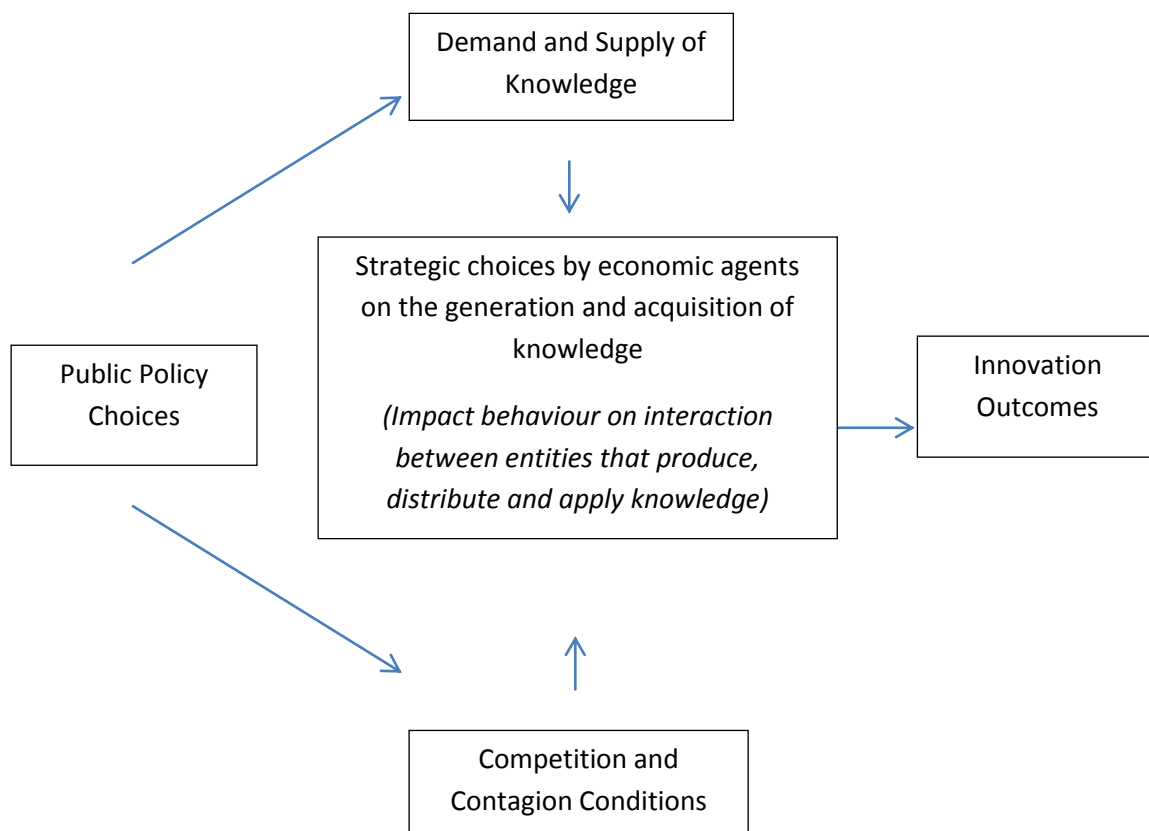 Demand and Supply of
Knowledge
Strategic choices by economic agents
on the generation and acquisition of
knowledge
(Impact behaviour on interaction
between entities that produce,
distribute and apply knowledge)
Public Policy
Choices
Innovation
Outcomes
Competition and
Contagion Conditions